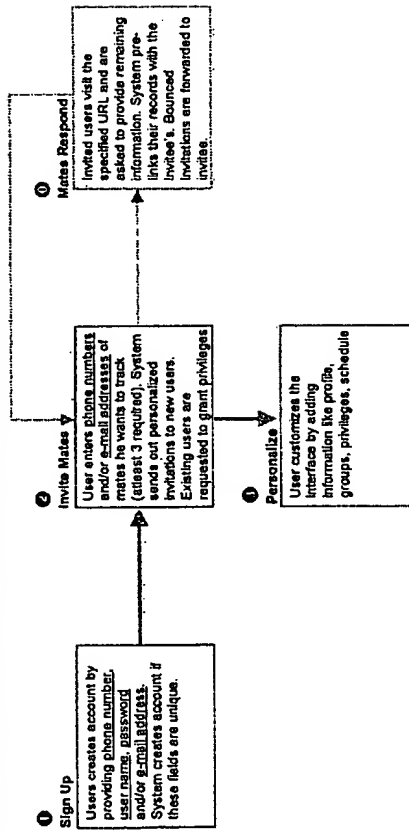 1
Sign Up
Users creates account by
providing phone number,
user name, password
and/or e-mail address.
System creates account if
these fields are unique.
2
Invite Mates
User enters phone numbers
and/or e-mail addresses of
mates he wants to track
(atleast 3 required). System
sends out personalized
invitations to new users.
Existing users are
requested to grant privileges
Mates Respond
Invited users visit the
specified URL and are
asked to provide remaining
information. System pre-
links their records with the
Invitee's. Bounced
Invitations are forwarded to
invitee.
Personalize
User customizes the
interface by adding
information like profile,
groups, privileges, schedule